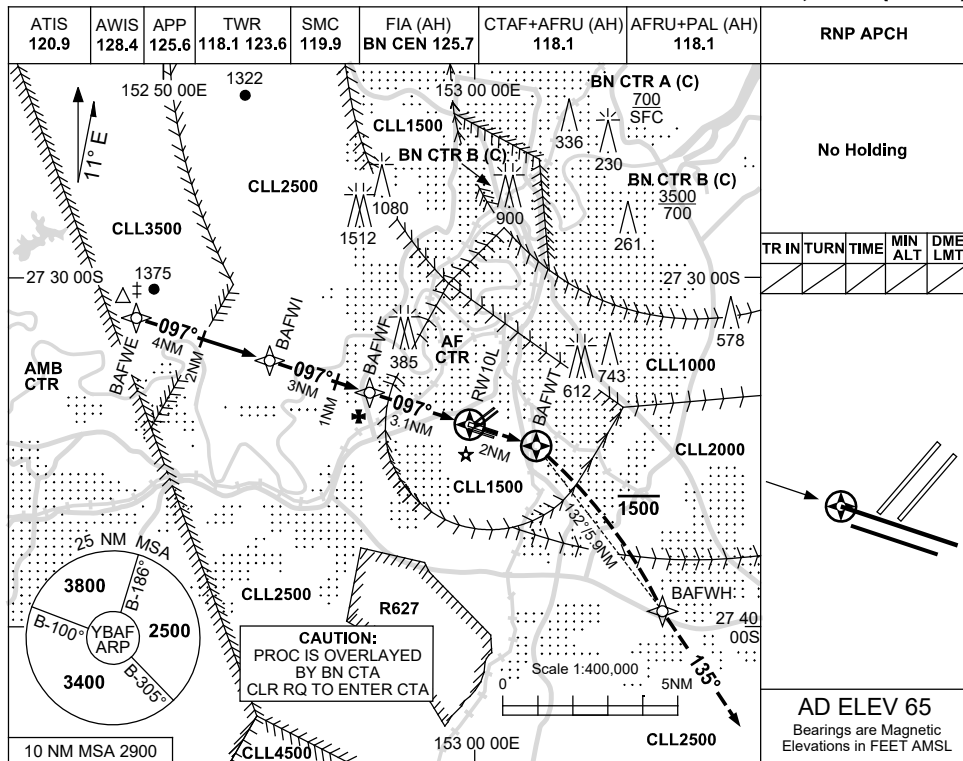 ATIS
120.9
AWIS
128.4
APP
125.6
TWR
118.1 123.6
SMC
119.9
FIA (AH)
BN CEN 125.7
CTAF+AFRU (AH)
118.1
AFRU+PAL (AH)
118.1
RNP APCH
152 50 00E
1322
153 00 00E
BN CTR A (C)
700
SFC
11° E
CLL1500
336
230
BN CTR B (C)
No Holding
CLL2500
BN CTR B (C)
3500
700
1080
900
1512
261
CLL3500
TR IN
TURN
TIME
MIN ALT
DME LMT
27 30 00S
1375
27 30 00S
BAFWE
097°
4NM
2NM
BAFWI
097°
3NM
1NM
BAFWF
385
AF
CTR
RW10L
BAFWT
612
743
578
CLL1000
AMB
CTR
097°
3.1NM
2NM
CLL2000
CLL1500
1500
132°/5.9NM
25 NM MSA
3800
B-186°
B-100°
YBAF
ARP
2500
3400
B-305°
CLL2500
R627
BAFWH
27 40
00S
CAUTION:
PROC IS OVERLAYED
BY BN CTA
CLR RQ TO ENTER CTA
Scale 1:400,000
0
5NM
135°
AD ELEV 65
Bearings are Magnetic
Elevations in FEET AMSL
10 NM MSA 2900
CLL4500
153 00 00E
CLL2500